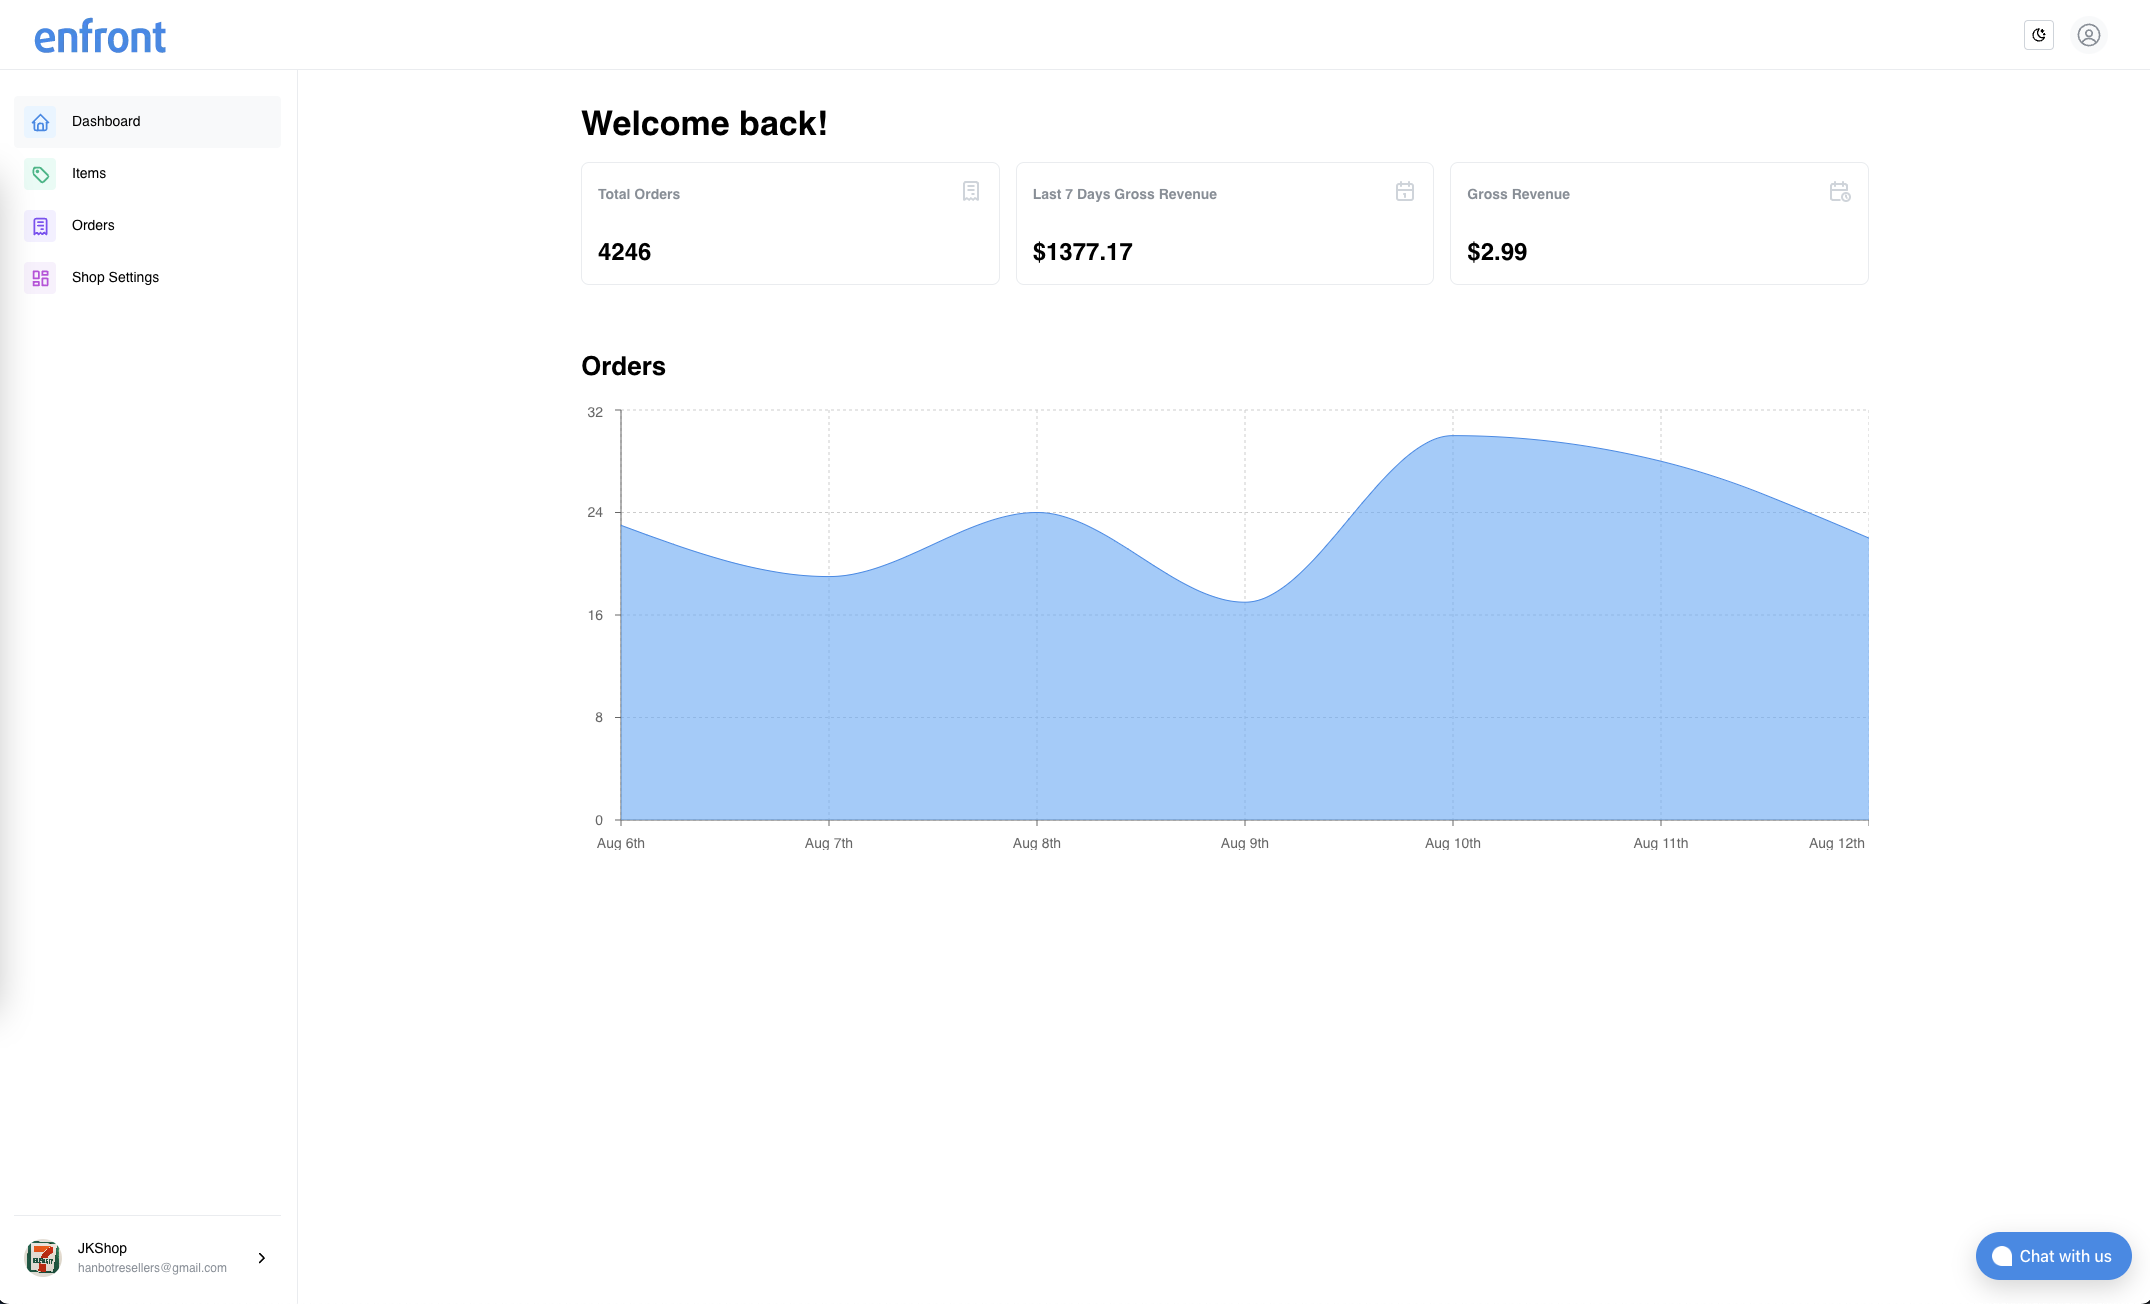 enfront
Dashboard
Items
Orders
Shop Settings
Welcome back!
Total Orders
4246
Last 7 Days Gross Revenue
$1377.17
Gross Revenue
$2.99
Orders
32
24
16
8
0
Aug 6th
Aug 7th
Aug 8th
Aug 9th
Aug 10th
Aug 11th
Aug 12th
JKShop
hanbotresellers@gmail.com
Chat with us